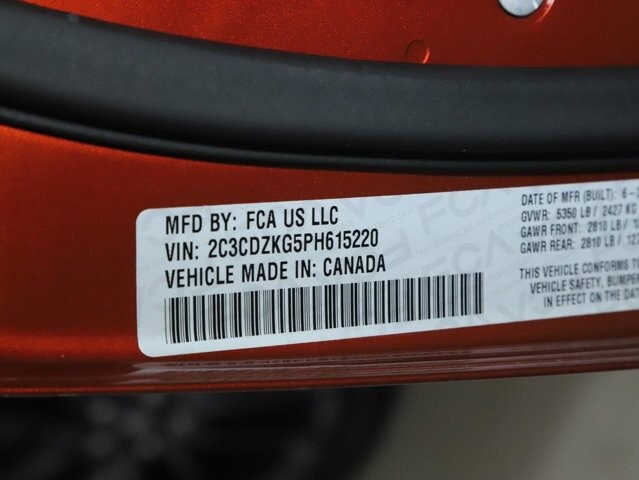 MFD BY: FCA US LLC
VIN: 2C3CDZKG5PH615220
VEHICLE MADE IN: CANADA
DATE OF MFR (BUILT): 6-
GVWR: 5350 LB / 2427 KG
GAWR FRONT: 2810 LB /
GAWR REAR: 2810 LB /
THIS VEHICLE CONFORMS TO
VEHICLE SAFETY, BUMPER
IN EFFECT ON THE DATE